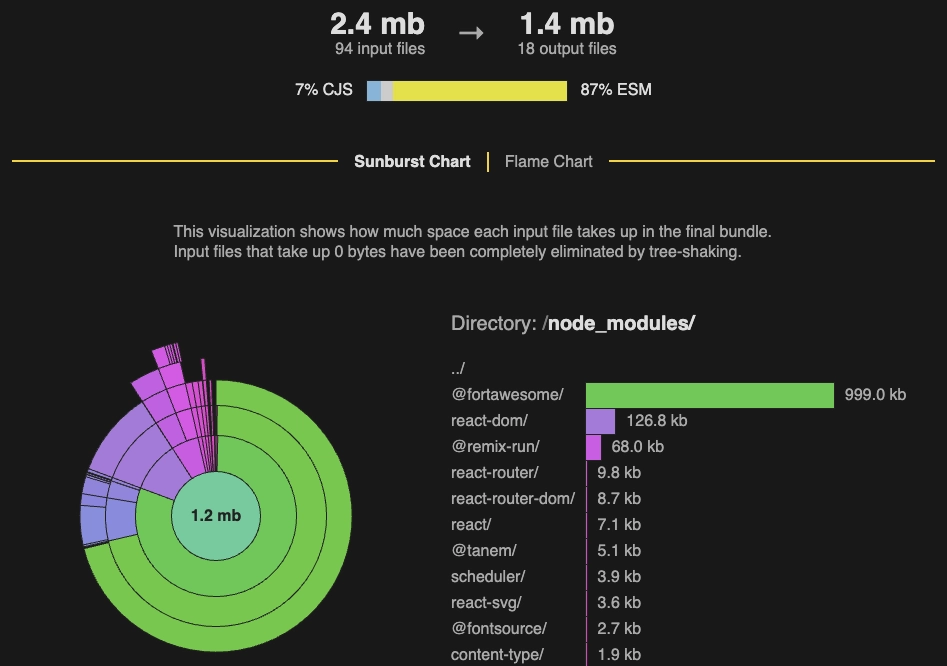 2.4 mb → 1.4 mb
94 input files 18 output files
7% CJS 87% ESM
Sunburst Chart Flame Chart
This visualization shows how much space each input file takes up in the final bundle.
Input files that take up 0 bytes have been completely eliminated by tree-shaking.
Directory: /node_modules/
../
@fortawesome/ 999.0 kb
react-dom/ 126.8 kb
@remix-run/ 68.0 kb
react-router/ 9.8 kb
react-router-dom/ 8.7 kb
react/ 7.1 kb
@tanem/ 5.1 kb
scheduler/ 3.9 kb
react-svg/ 3.6 kb
@fontsource/ 2.7 kb
content-type/ 1.9 kb
1.2 mb